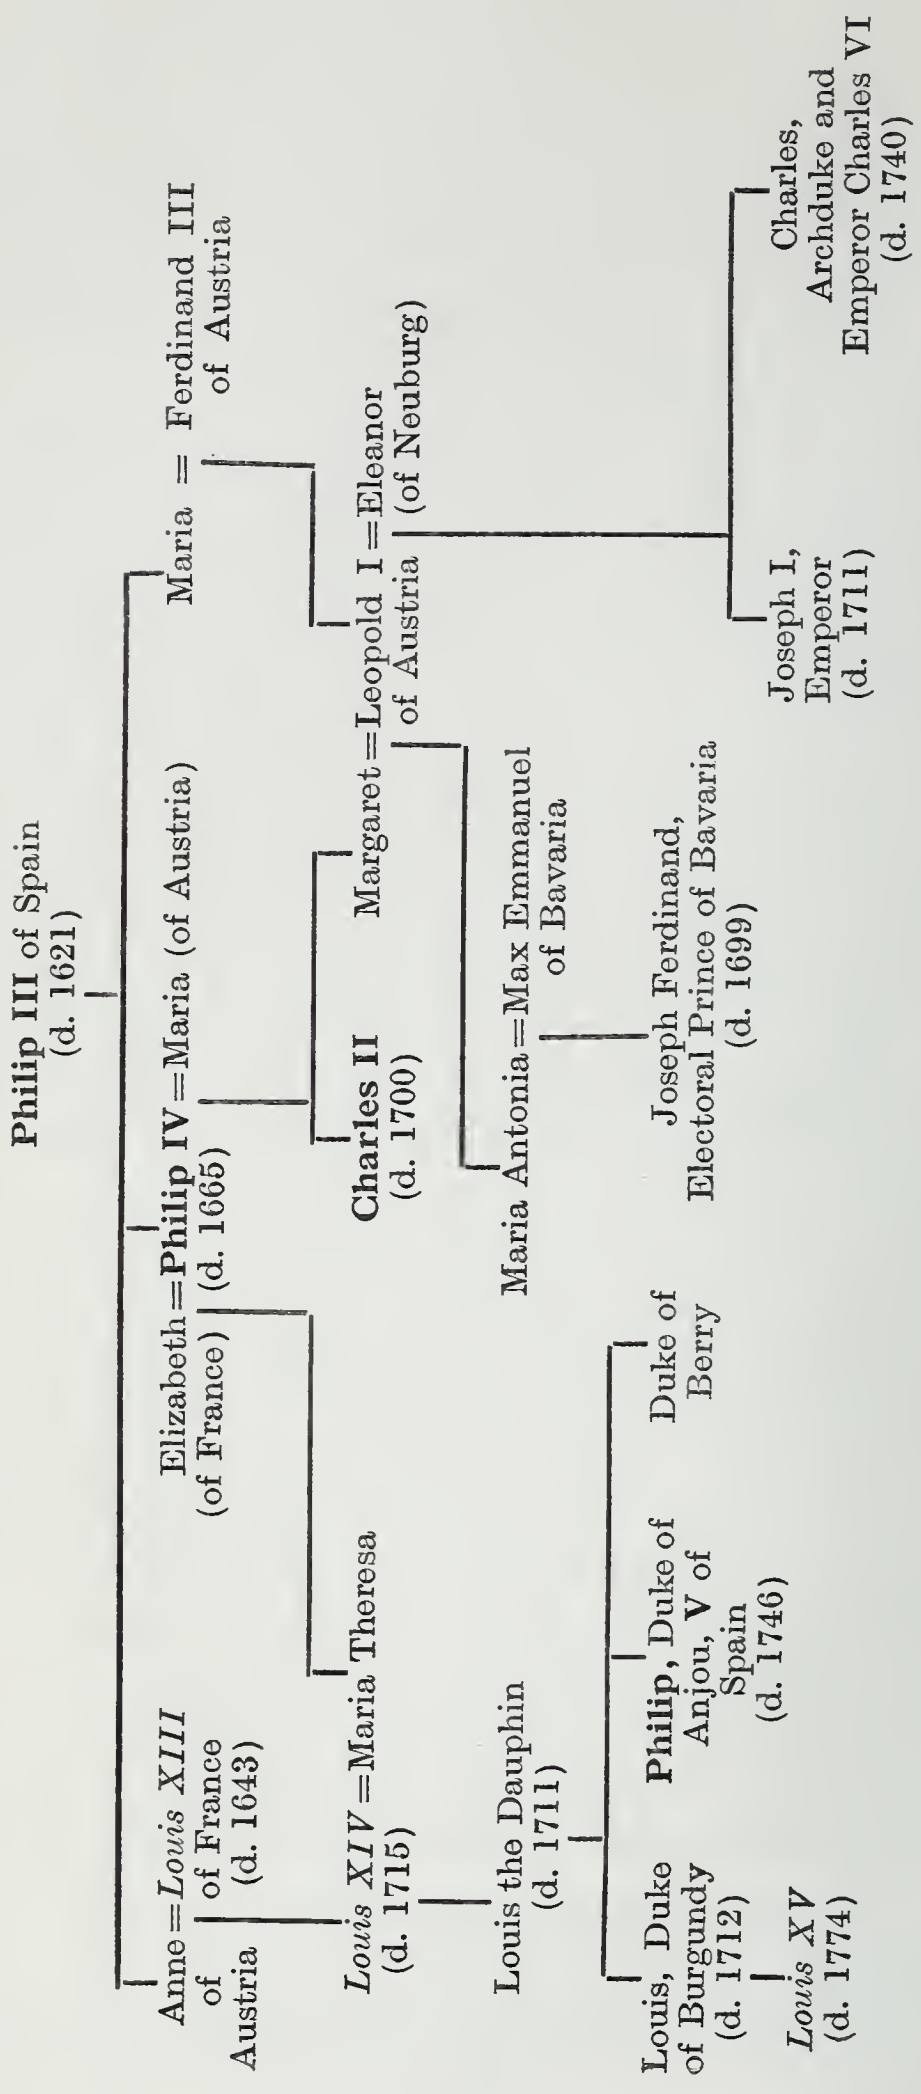 Philip III of Spain
(d. 1621)
Anne=Louis XIII
of
Austria
of France
(d. 1643)
Elizabeth=Philip IV=Maria (of Austria)
(of France)
(d. 1665)
Maria = Ferdinand III
of Austria
Louis XIV=Maria Theresa
(d. 1715)
Charles II
(d. 1700)
Margaret=Leopold I=Eleanor
of Austria
(of Neuburg)
Louis the Dauphin
(d. 1711)
Maria Antonia=Max Emmanuel
of Bavaria
Louis, Duke
of Burgundy
(d. 1712)
Philip, Duke of
Anjou, V of
Spain
(d. 1746)
Duke of
Berry
Joseph Ferdinand,
Electoral Prince of Bavaria
(d. 1699)
Joseph I,
Emperor
(d. 1711)
Charles,
Archduke and
Emperor Charles VI
(d. 1740)
Louis XV
(d. 1774)